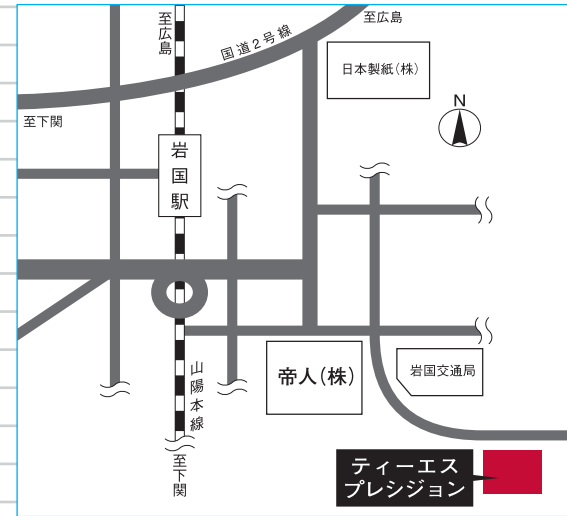 至広島
至広島
国道2号線
日本製紙(株)
至下関
N
岩国駅
帝人(株)
岩国交通局
山陽本線
至下関
ティーエス
プレシジョン